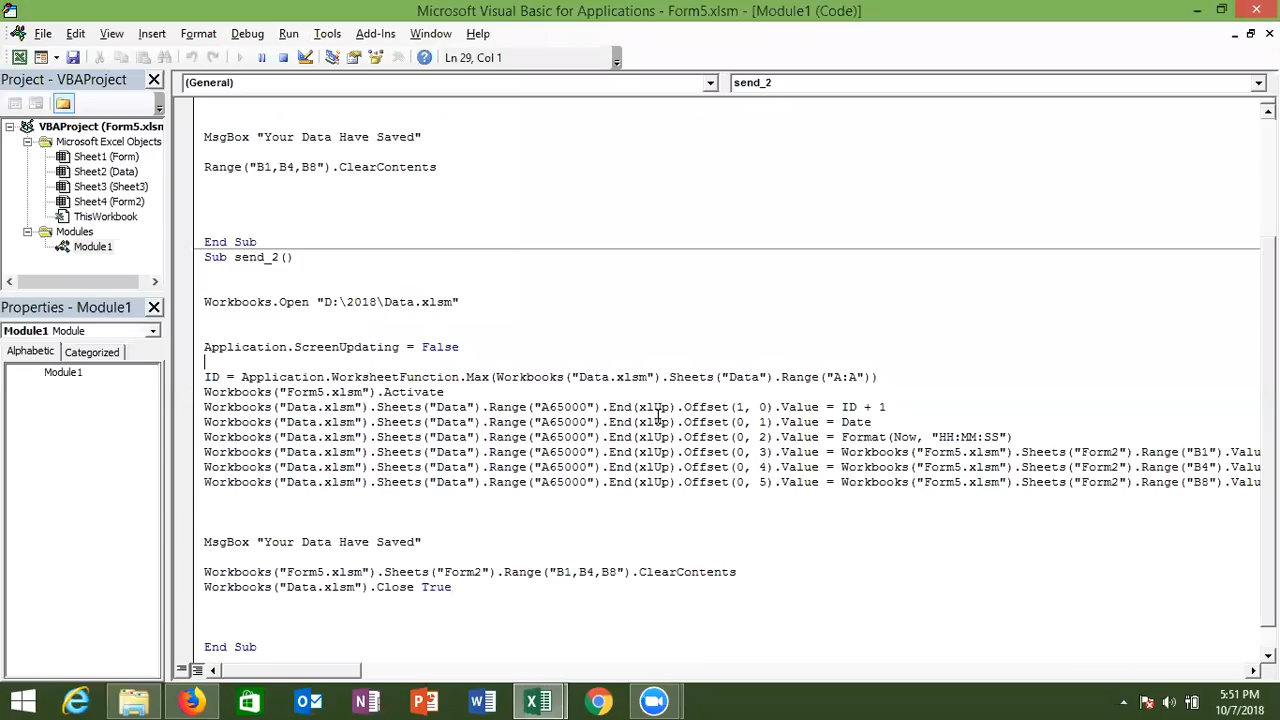 Microsoft Visual Basic for Applications - Form5.xlsm - [Module1 (Code)]
File Edit View Insert Format Debug Run Tools Add-Ins Window Help
Ln 29, Col 1
Project - VBAProject
(General)
send_2
VBAProject (Form5.xlsn
Microsoft Excel Objects
Sheet1 (Form)
Sheet2 (Data)
Sheet3 (Sheet3)
Sheet4 (Form2)
ThisWorkbook
Modules
Module1
Properties - Module1
Module1 Module
Alphabetic Categorized
Module1
MsgBox "Your Data Have Saved"
Range("B1,B4,B8").ClearContents
End Sub
Sub send_2()
Workbooks.Open "D:\2018\Data.xlsm"
Application.ScreenUpdating = False
ID = Application.WorksheetFunction.Max(Workbooks("Data.xlsm").Sheets("Data").Range("A:A"))
Workbooks("Form5.xlsm").Activate
Workbooks("Data.xlsm").Sheets("Data").Range("A65000").End(xlUp).Offset(1, 0).Value = ID + 1
Workbooks("Data.xlsm").Sheets("Data").Range("A65000").End(xlUp).Offset(0, 1).Value = Date
Workbooks("Data.xlsm").Sheets("Data").Range("A65000").End(xlUp).Offset(0, 2).Value = Format(Now, "HH:MM:SS")
Workbooks("Data.xlsm").Sheets("Data").Range("A65000").End(xlUp).Offset(0, 3).Value = Workbooks("Form5.xlsm").Sheets("Form2").Range("B1").Valu
Workbooks("Data.xlsm").Sheets("Data").Range("A65000").End(xlUp).Offset(0, 4).Value = Workbooks("Form5.xlsm").Sheets("Form2").Range("B4").Valu
Workbooks("Data.xlsm").Sheets("Data").Range("A65000").End(xlUp).Offset(0, 5).Value = Workbooks("Form5.xlsm").Sheets("Form2").Range("B8").Valu
MsgBox "Your Data Have Saved"
Workbooks("Form5.xlsm").Sheets("Form2").Range("B1,B4,B8").ClearContents
Workbooks("Data.xlsm").Close True
End Sub
5:51 PM
10/7/2018